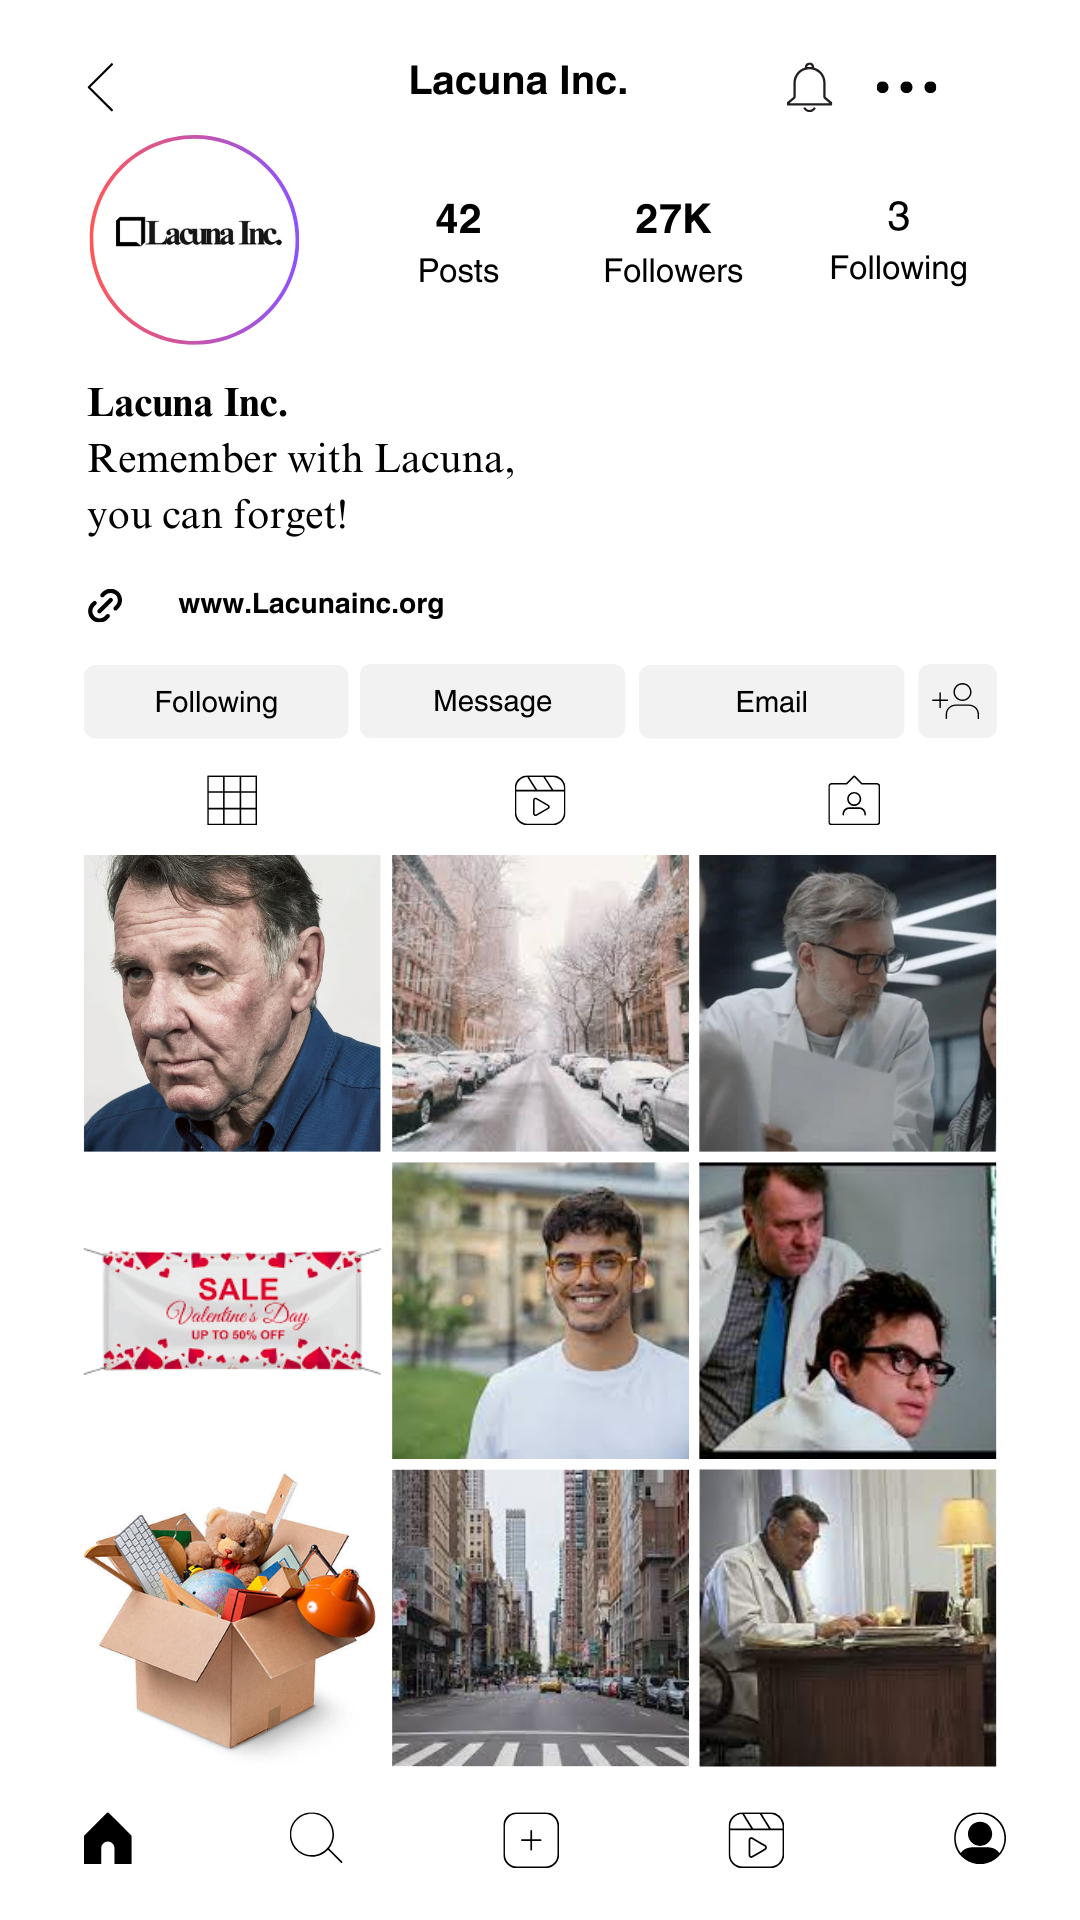 Lacuna Inc.
Lacuna Inc.
42
27K
3
Posts
Followers
Following
Lacuna Inc.
Remember with Lacuna,
you can forget!
www.Lacunainc.org
Following
Message
Email
SALE
Valentine's Day
UP TO 50% OFF